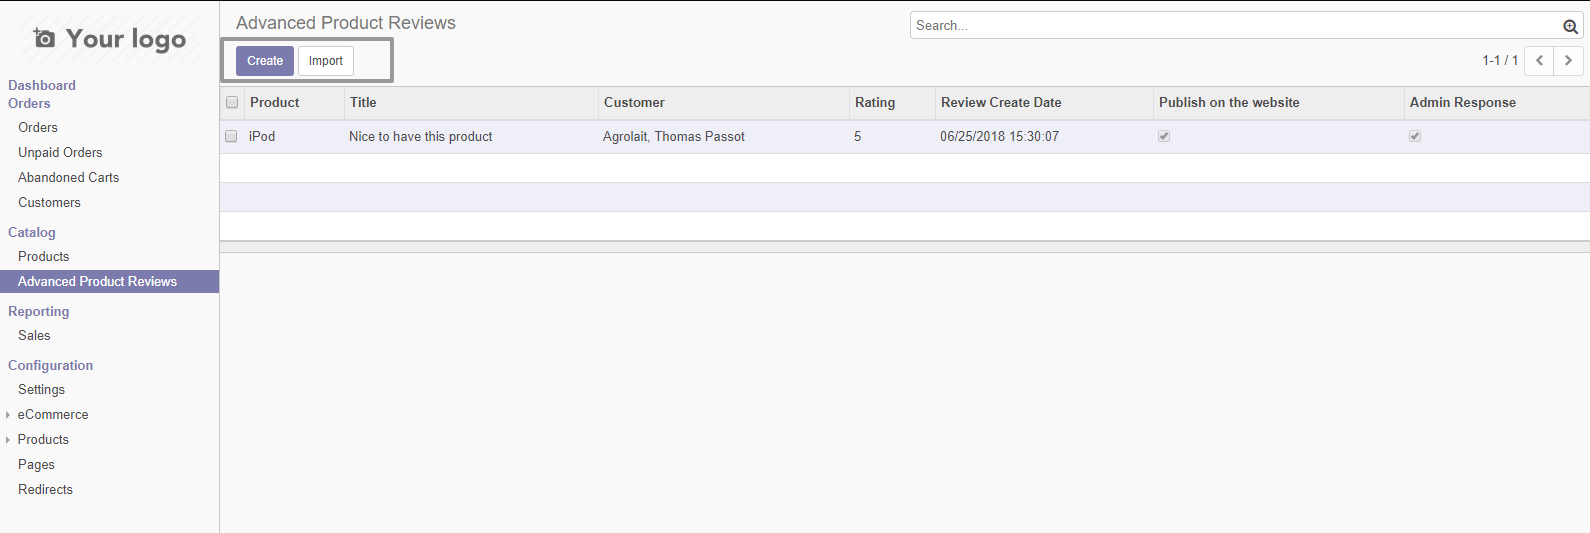 Your logo
Dashboard
Orders
Orders
Unpaid Orders
Abandoned Carts
Customers
Catalog
Products
Advanced Product Reviews
Reporting
Sales
Configuration
Settings
eCommerce
Products
Pages
Redirects
Advanced Product Reviews
Search...
Create Import
1-1 / 1
Product Title Customer Rating Review Create Date Publish on the website Admin Response
iPod Nice to have this product Agrolait, Thomas Passot 5 06/25/2018 15:30:07